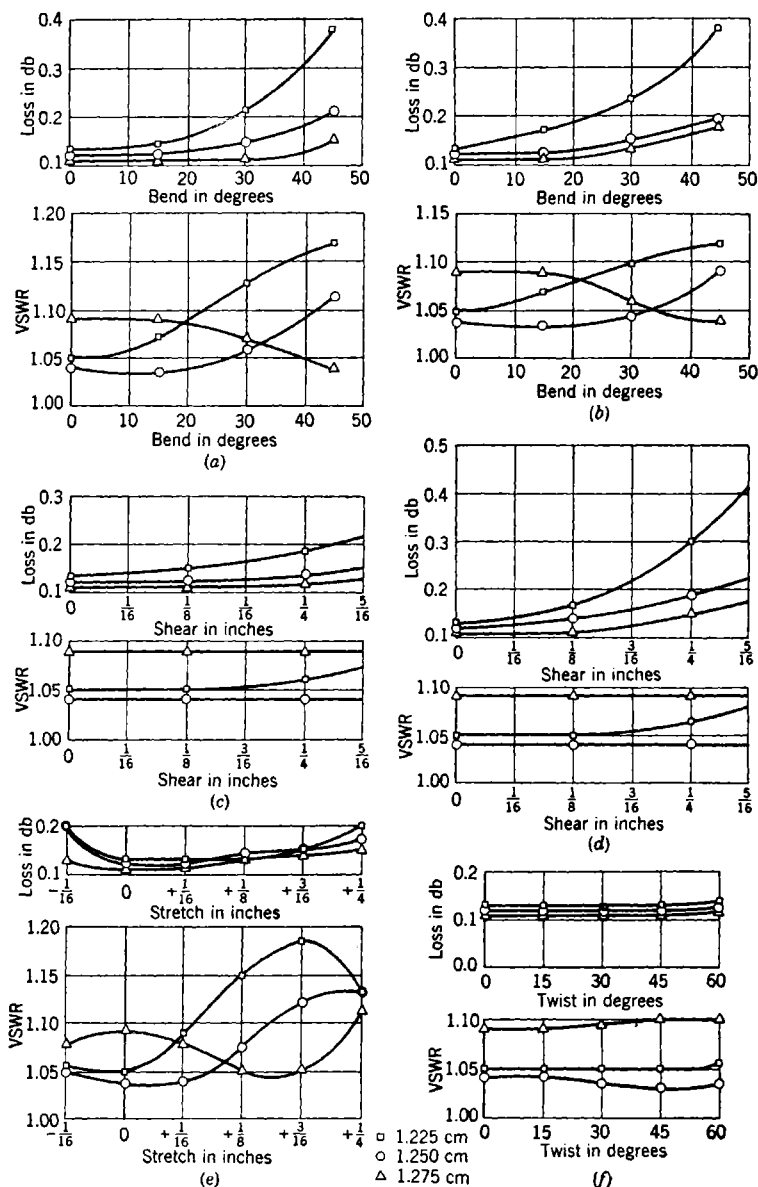 Loss in db
0.4
0.3
0.2
0.1
0 10 20 30 40 50
Bend in degrees
VSWR
1.20
1.15
1.10
1.05
1.00
0 10 20 30 40 50
Bend in degrees
(a)
Loss in db
0.4
0.3
0.2
0.1
0 10 20 30 40 50
Bend in degrees
VSWR
1.15
1.10
1.05
1.00
0 10 20 30 40 50
Bend in degrees
(b)
Loss in db
0.3
0.2
0.1
0 1/16 1/8 1/16 1/4 5/16
Shear in inches
VSWR
1.10
1.05
1.00
0 1/16 1/8 3/16 1/4 5/16
Shear in inches
(c)
Loss in db
0.5
0.4
0.3
0.2
0.1
0 1/16 1/8 3/16 1/4 5/16
Shear in inches
VSWR
1.10
1.05
1.00
0 1/16 1/8 3/16 1/4 5/16
Shear in inches
(d)
Loss in db
0.2
0.1
-1/16 0 +1/16 +1/8 +3/16 +1/4
Stretch in inches
VSWR
1.20
1.15
1.10
1.05
1.00
-1/16 0 +1/16 +1/8 +3/16 +1/4
Stretch in inches
(e)
1.225 cm
1.250 cm
1.275 cm
Loss in db
0.2
0.1
0.0
0 15 30 45 60
Twist in degrees
VSWR
1.10
1.05
1.00
0 15 30 45 60
Twist in degrees
(f)